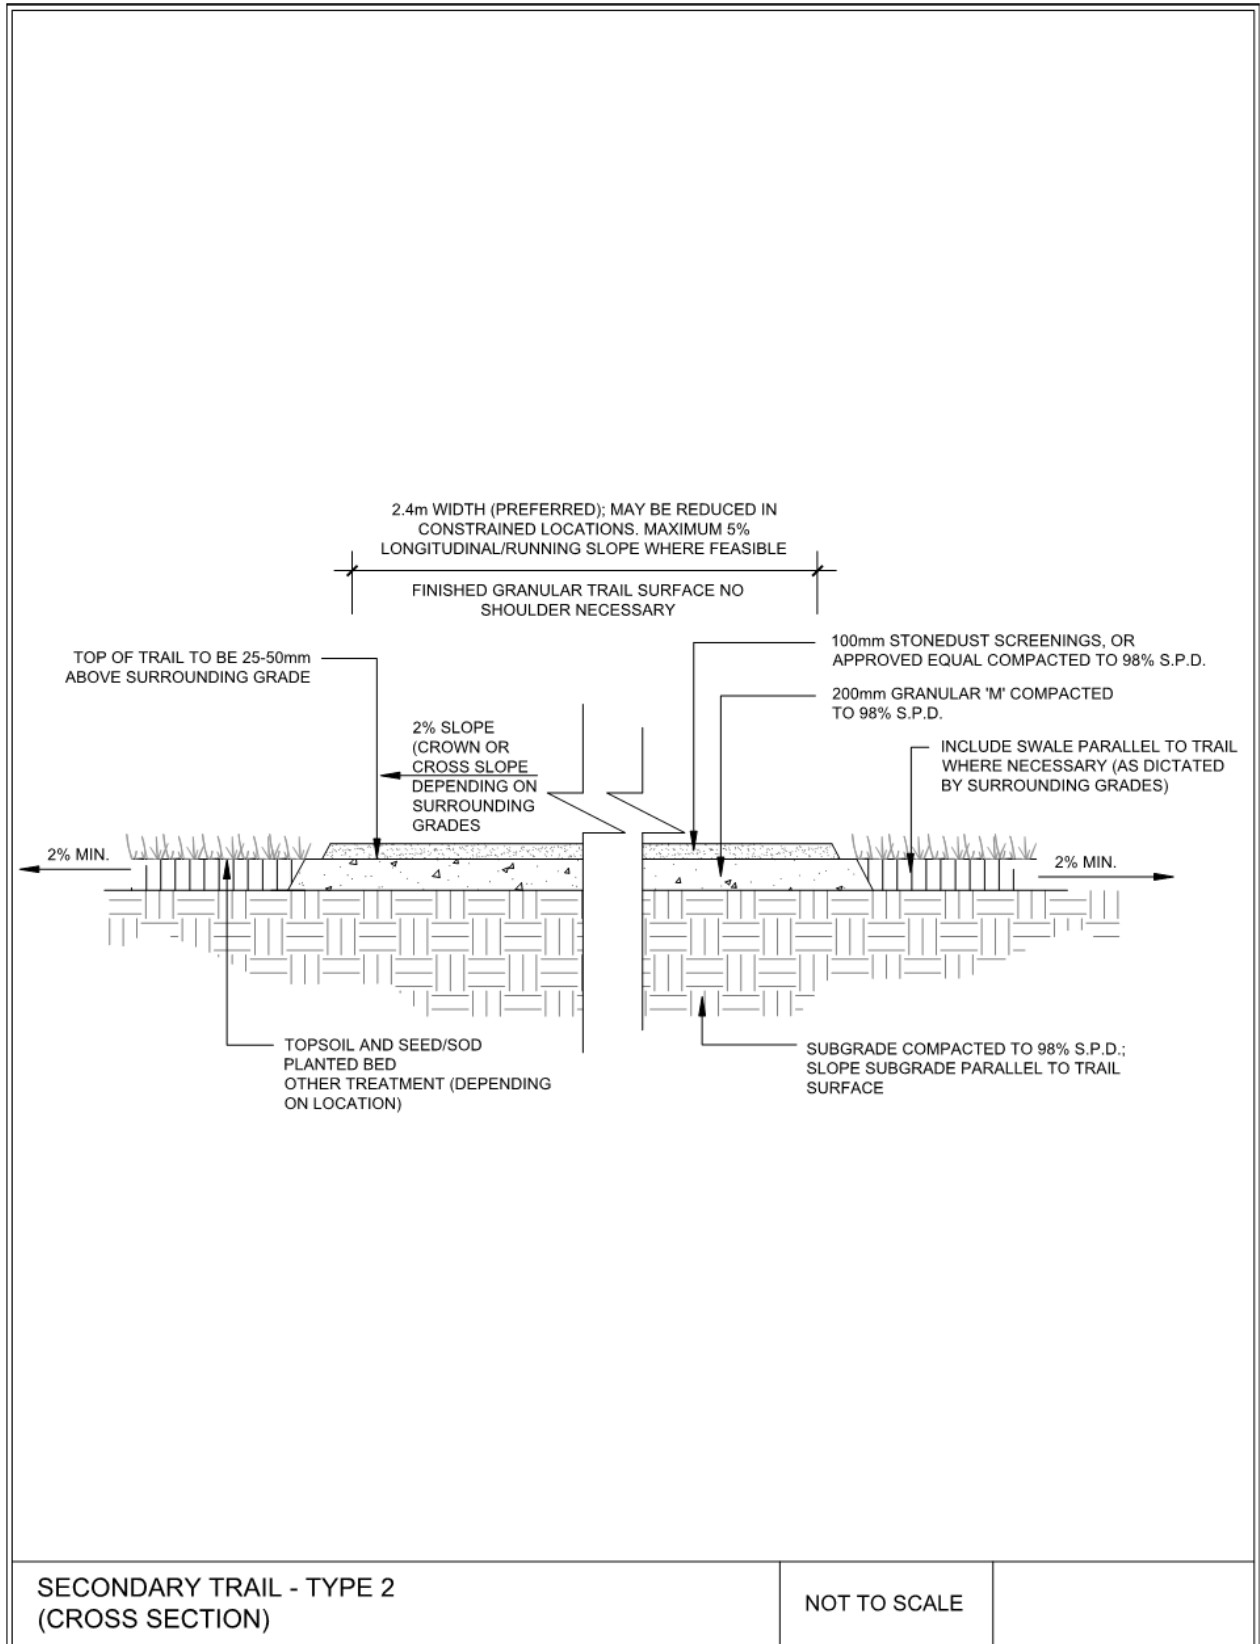 2.4m WIDTH (PREFERRED); MAY BE REDUCED IN
CONSTRAINED LOCATIONS. MAXIMUM 5%
LONGITUDINAL/RUNNING SLOPE WHERE FEASIBLE
FINISHED GRANULAR TRAIL SURFACE NO
SHOULDER NECESSARY
TOP OF TRAIL TO BE 25-50mm
ABOVE SURROUNDING GRADE
100mm STONEDUST SCREENINGS, OR
APPROVED EQUAL COMPACTED TO 98% S.P.D.
200mm GRANULAR 'M' COMPACTED
TO 98% S.P.D.
2% SLOPE
(CROWN OR
CROSS SLOPE
DEPENDING ON
SURROUNDING
GRADES
INCLUDE SWALE PARALLEL TO TRAIL
WHERE NECESSARY (AS DICTATED
BY SURROUNDING GRADES)
2% MIN.
2% MIN.
TOPSOIL AND SEED/SOD
PLANTED BED
OTHER TREATMENT (DEPENDING
ON LOCATION)
SUBGRADE COMPACTED TO 98% S.P.D.;
SLOPE SUBGRADE PARALLEL TO TRAIL
SURFACE
SECONDARY TRAIL - TYPE 2
(CROSS SECTION)
NOT TO SCALE